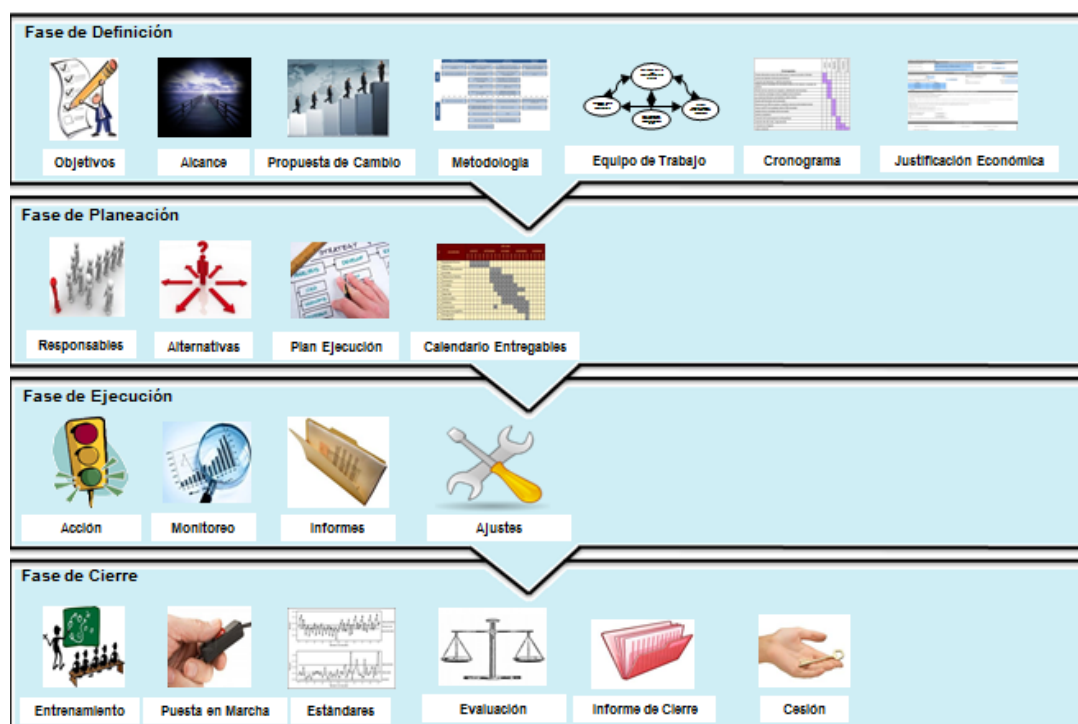 Fase de Definición
Objetivos
Alcance
Propuesta de Cambio
Metodología
Equipo de Trabajo
Cronograma
Justificación Económica
Fase de Planeación
STRATEGY
Responsables
Alternativas
Plan Ejecución
Calendario Entregables
Fase de Ejecución
Acción
Monitoreo
Informes
Ajustes
Fase de Cierre
Entrenamiento
Puesta en Marcha
Estándares
Evaluación
Informe de Cierre
Cesión